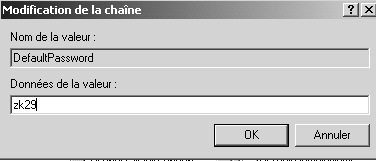 Modification de la chaîne
Nom de la valeur :
DefaultPassword
Données de la valeur :
zk29
OK
Annuler